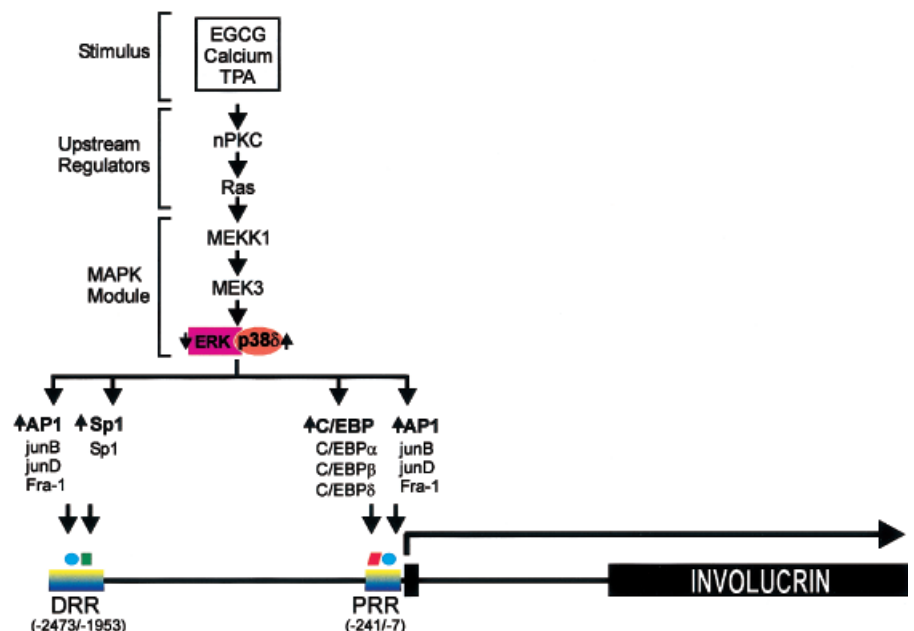 Stimulus
EGCG
Calcium
TPA
Upstream
Regulators
nPKC
Ras
MAPK
Module
MEKK1
MEK3
ERK p38δ
AP1
junB
junD
Fra-1
Sp1
Sp1
C/EBP
C/EBPα
C/EBPβ
C/EBPδ
AP1
junB
junD
Fra-1
INVOLUCRIN
DRR
(-2473/-1953)
PRR
(-241/-7)